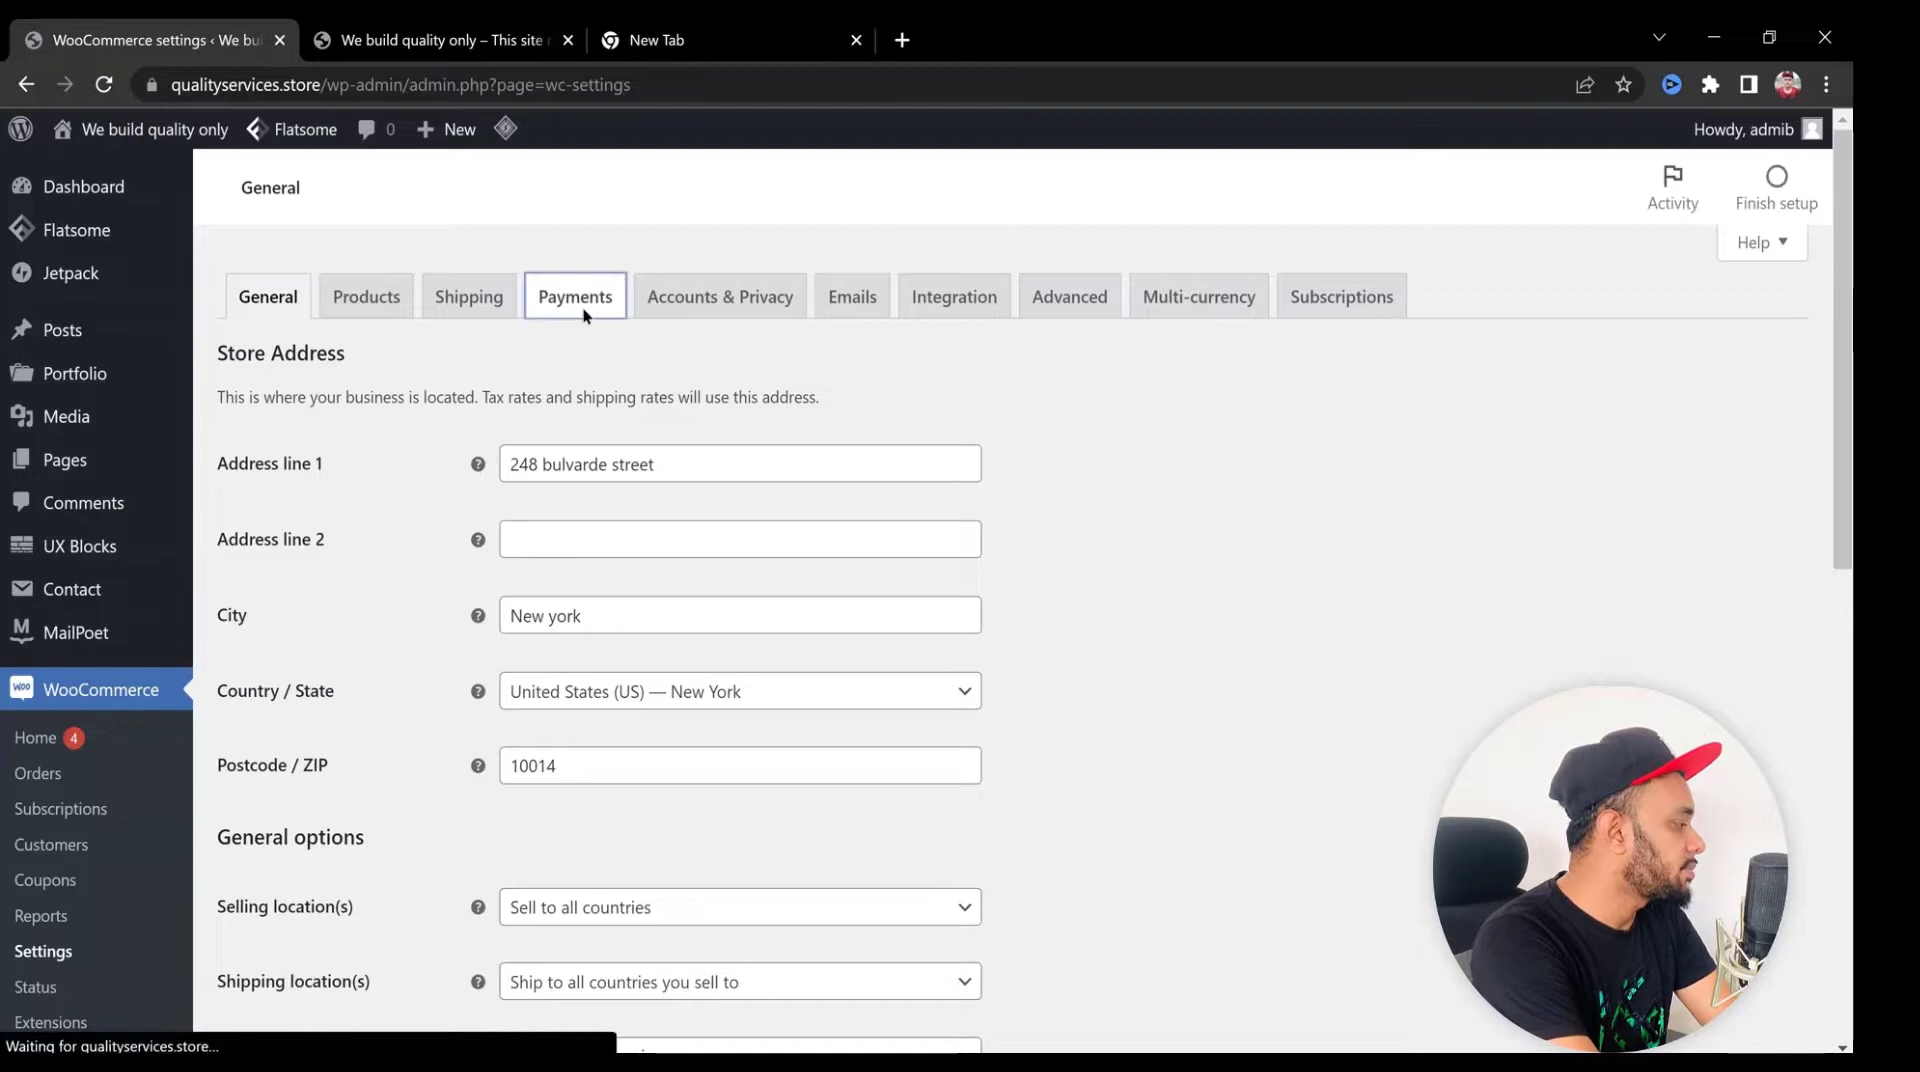 WooCommerce settings ‹ We bui
We build quality only – This site
New Tab
qualityservices.store/wp-admin/admin.php?page=wc-settings
We build quality only
Flatsome
0
New
Howdy, admib
Dashboard
Flatsome
Jetpack
Posts
Portfolio
Media
Pages
Comments
UX Blocks
Contact
MailPoet
WooCommerce
Home 4
Orders
Subscriptions
Customers
Coupons
Reports
Settings
Status
Extensions
General
Activity
Finish setup
Help
General Products Shipping Payments Accounts & Privacy Emails Integration Advanced Multi-currency Subscriptions
Store Address
This is where your business is located. Tax rates and shipping rates will use this address.
Address line 1
248 bulvarde street
Address line 2
City
New york
Country / State
United States (US) — New York
Postcode / ZIP
10014
General options
Selling location(s)
Sell to all countries
Shipping location(s)
Ship to all countries you sell to
Waiting for qualityservices.store...